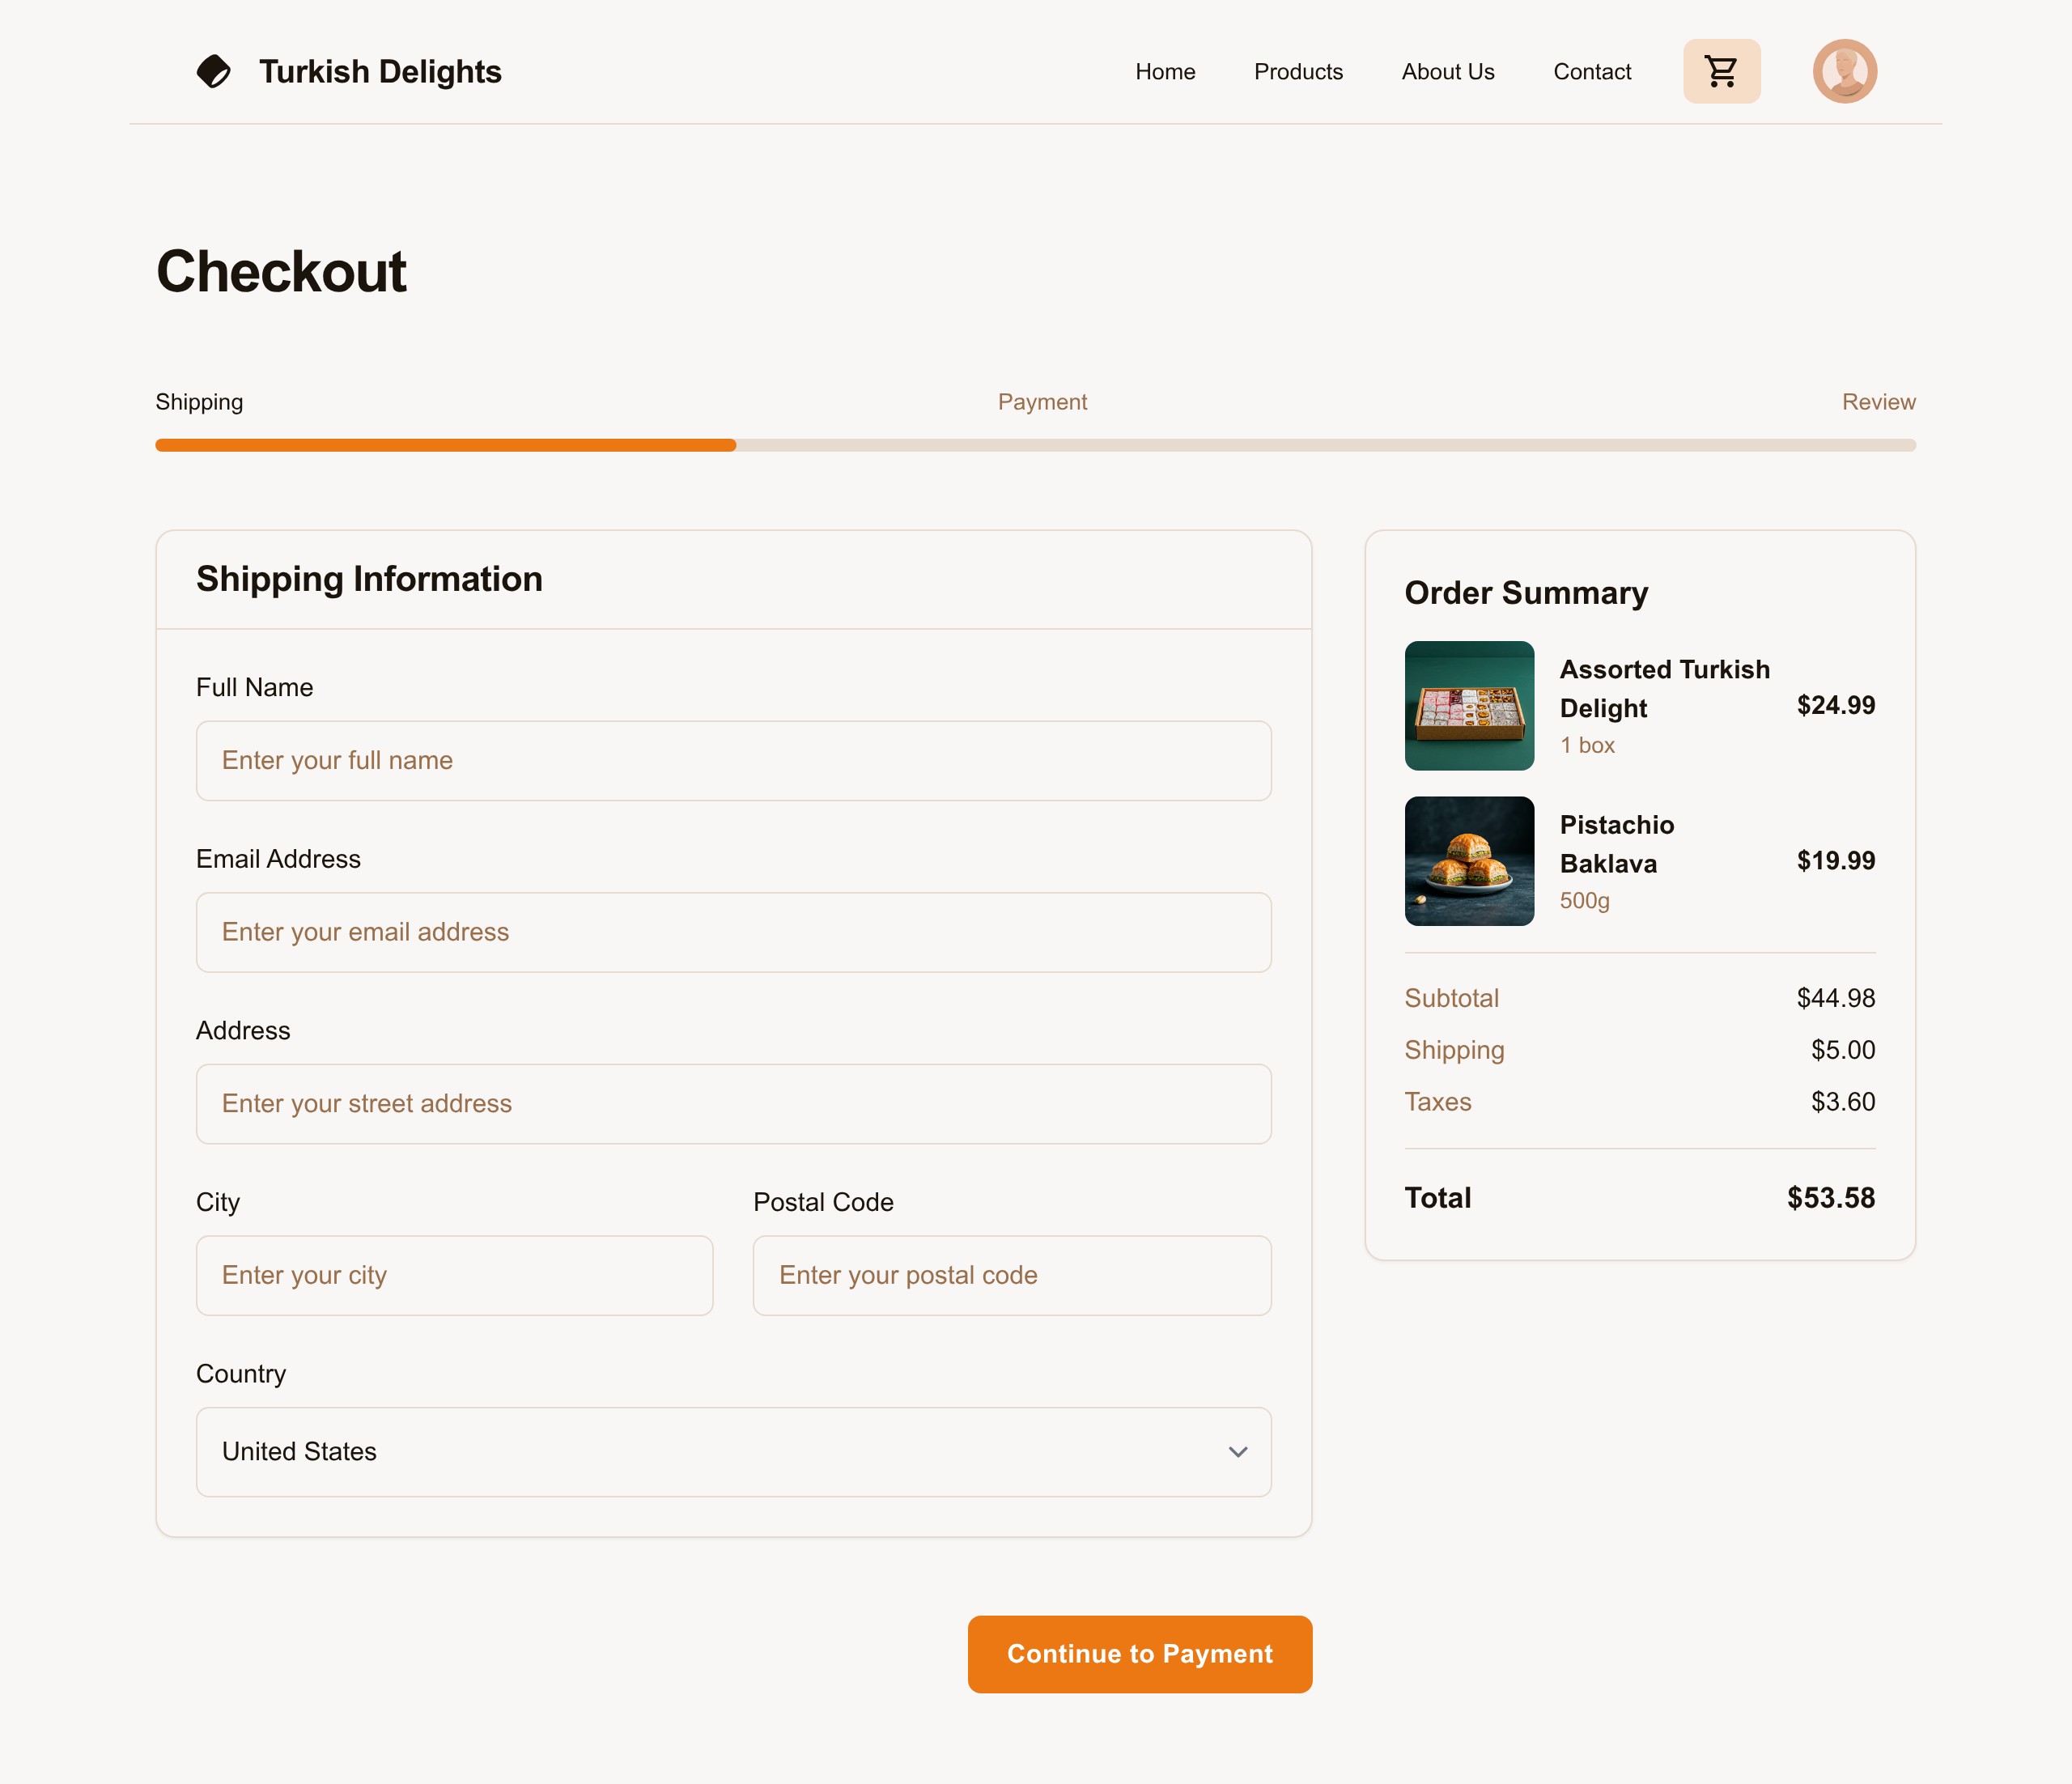 Turkish Delights
Home
Products
About Us
Contact
Checkout
Shipping
Payment
Review
Shipping Information
Full Name
Enter your full name
Email Address
Enter your email address
Address
Enter your street address
City
Postal Code
Enter your city
Enter your postal code
Country
United States
Continue to Payment
Order Summary
Assorted Turkish
Delight
1 box
$24.99
Pistachio
Baklava
500g
$19.99
Subtotal
$44.98
Shipping
$5.00
Taxes
$3.60
Total
$53.58